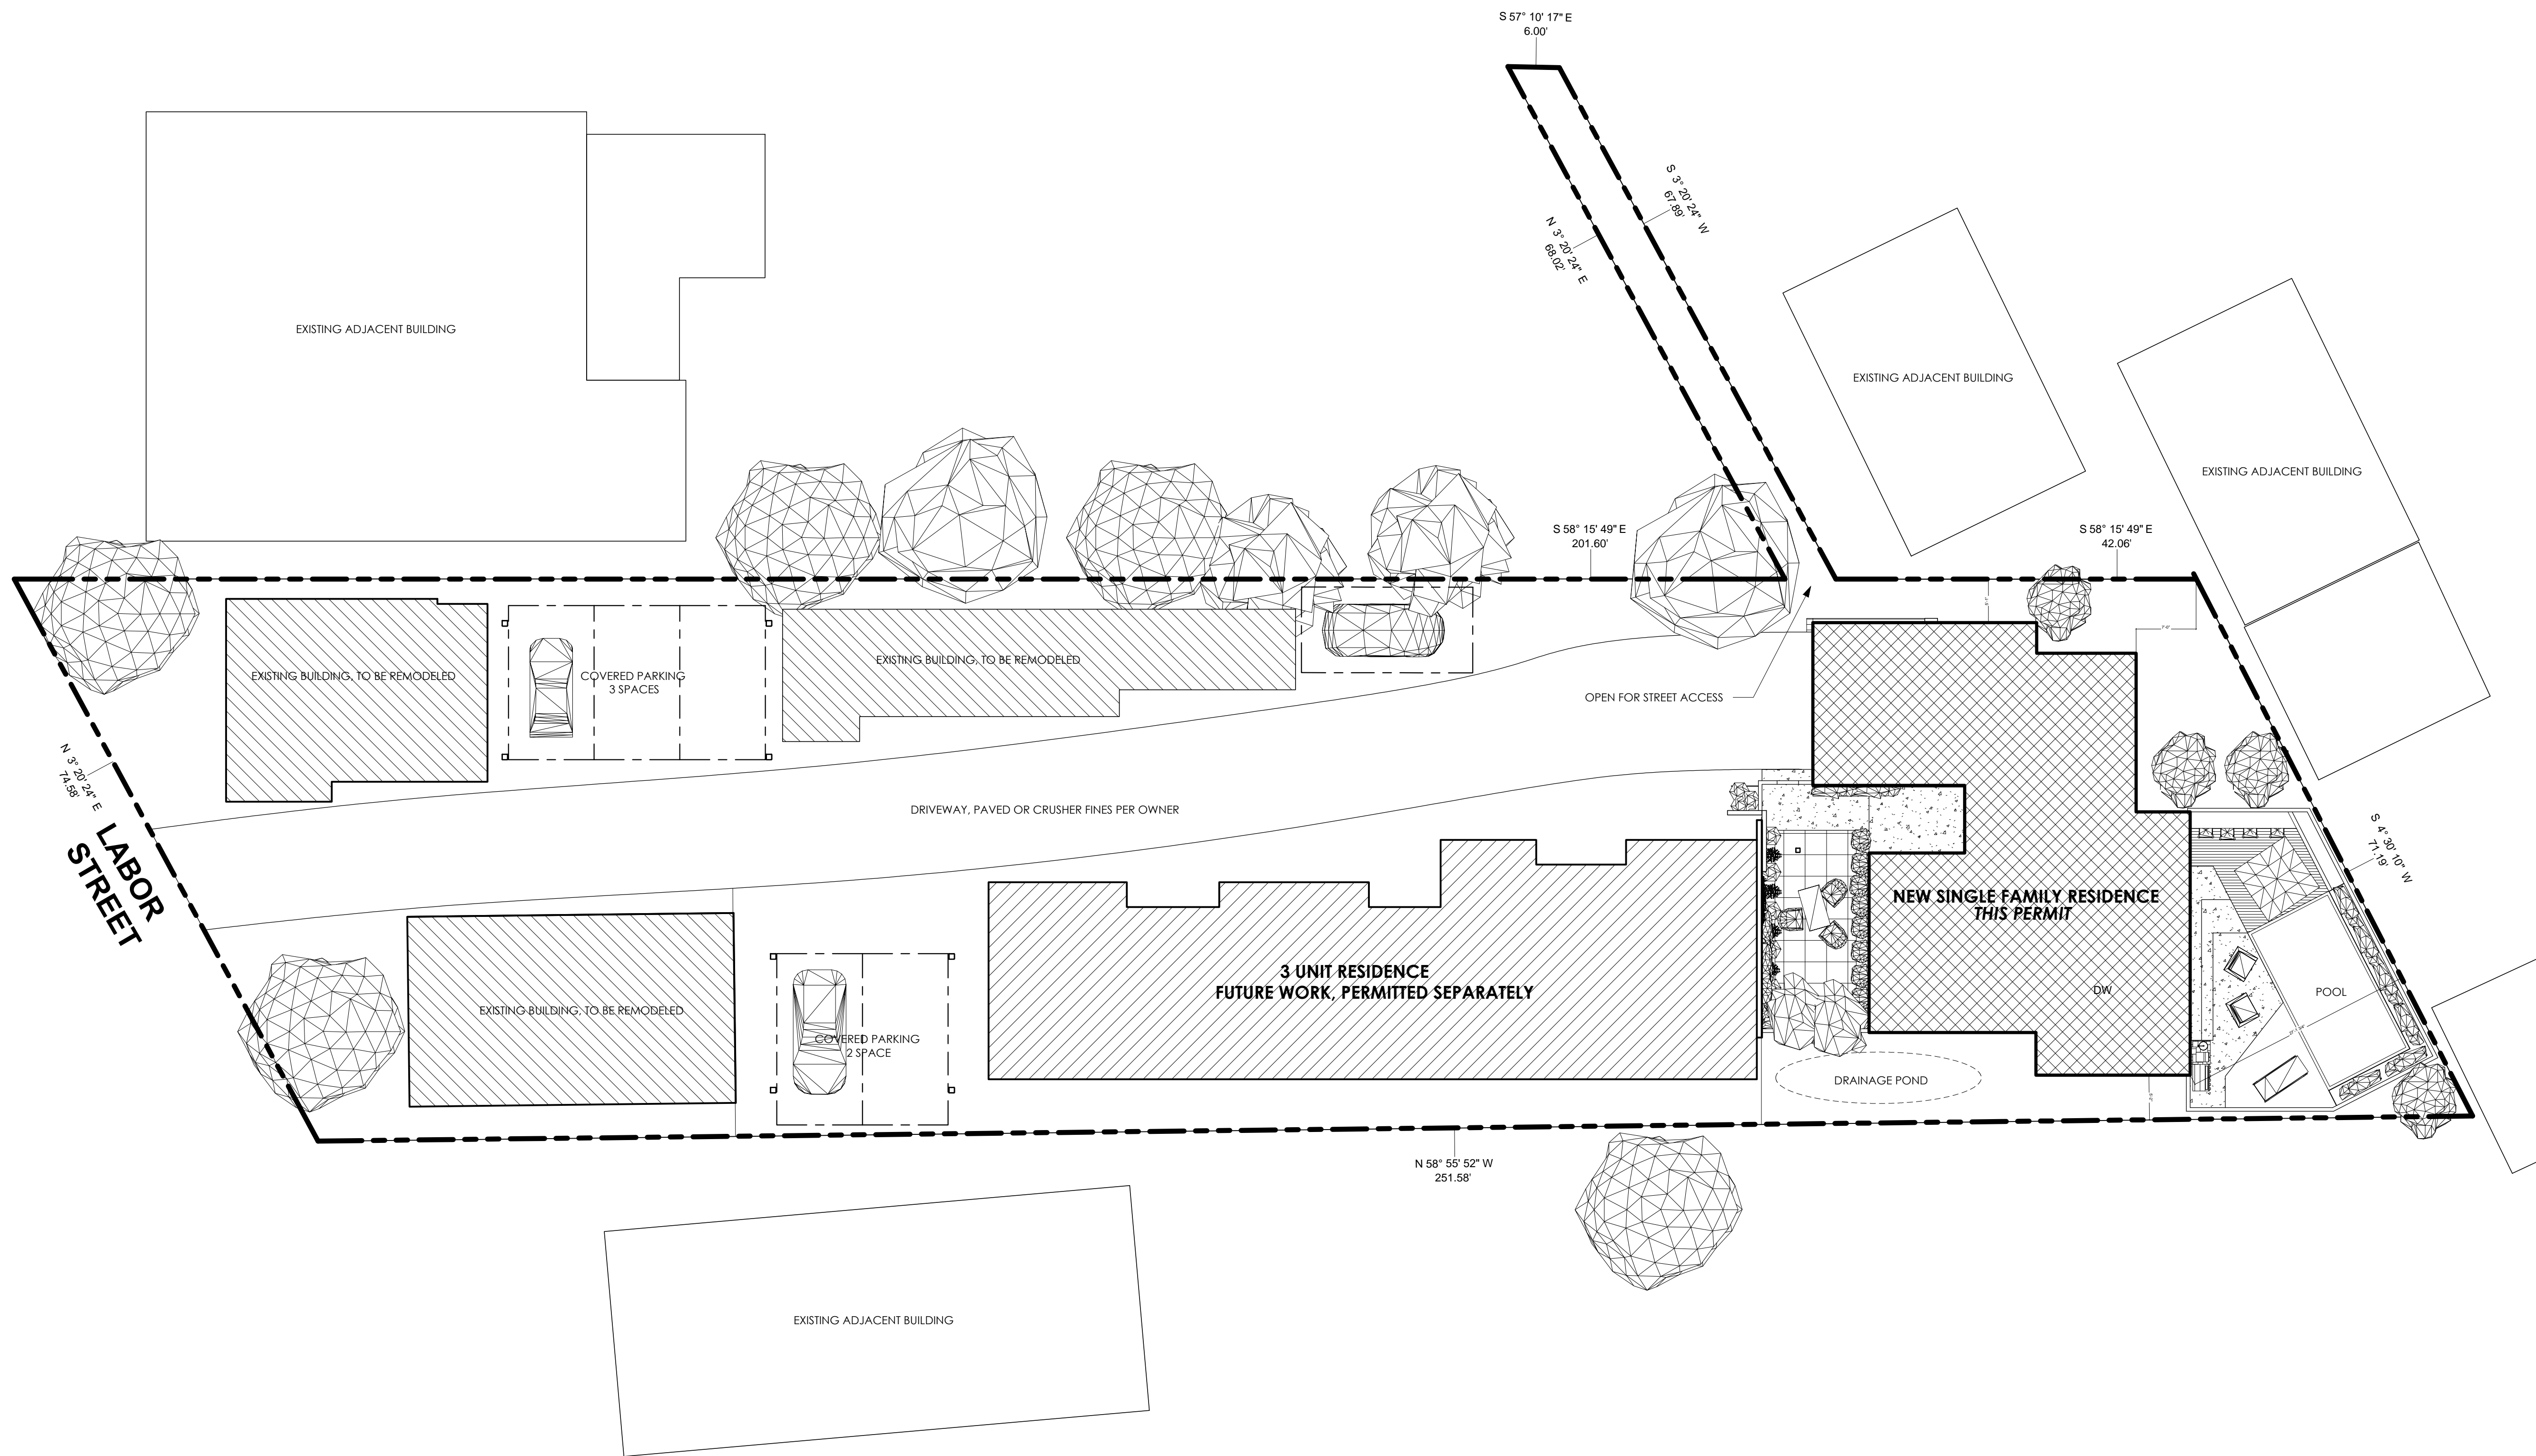 S 57° 10' 17" E
6.00'
S 3° 20' 24" W
67.89'
N 3° 20' 24" E
68.02'
EXISTING ADJACENT BUILDING
EXISTING ADJACENT BUILDING
EXISTING ADJACENT BUILDING
S 58° 15' 49" E
201.60'
S 58° 15' 49" E
42.06'
EXISTING BUILDING, TO BE REMODELED
COVERED PARKING
3 SPACES
EXISTING BUILDING, TO BE REMODELED
OPEN FOR STREET ACCESS
N 3° 20' 24" E
74.58'
LABOR
STREET
DRIVEWAY, PAVED OR CRUSHER FINES PER OWNER
S 4° 30' 10" W
71.19'
NEW SINGLE FAMILY RESIDENCE
THIS PERMIT
3 UNIT RESIDENCE
FUTURE WORK, PERMITTED SEPARATELY
DW
POOL
EXISTING BUILDING, TO BE REMODELED
COVERED PARKING
2 SPACE
DRAINAGE POND
N 58° 55' 52" W
251.58'
EXISTING ADJACENT BUILDING